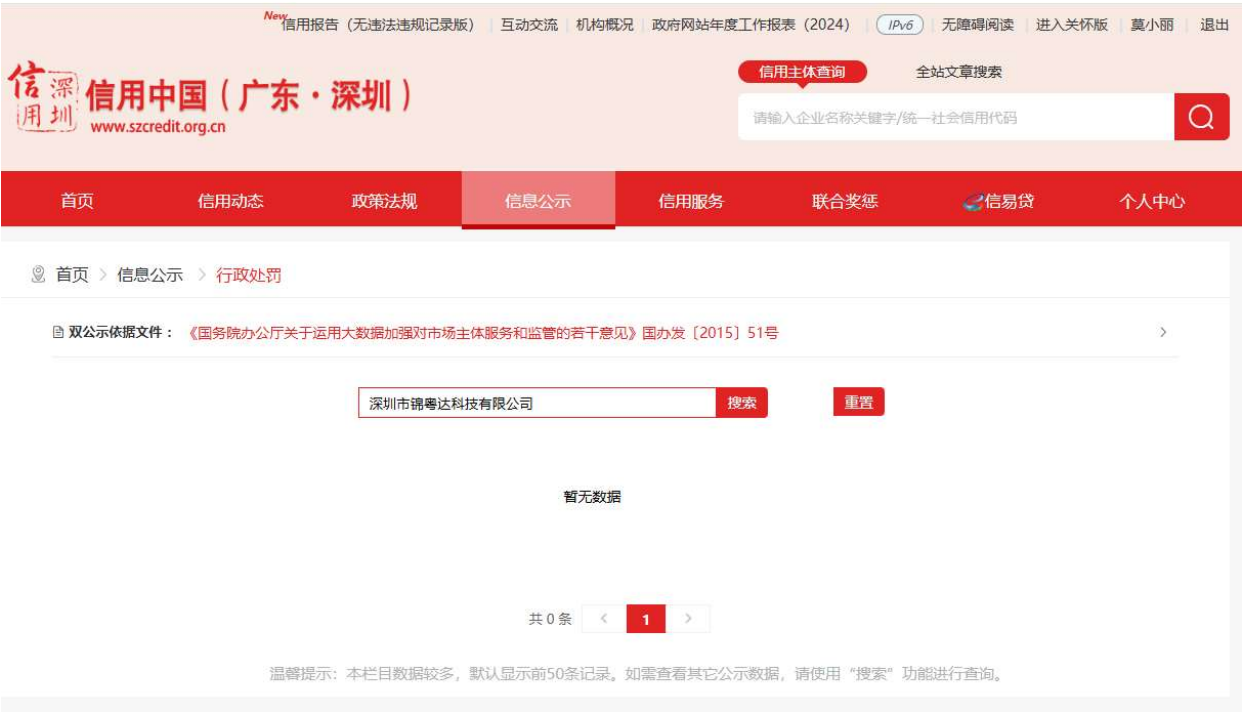 New
信用报告（无违法违规记录版） 互动交流 机构概况 政府网站年度工作报表（2024） IPv6 无障碍阅读 进入关怀版 莫小丽 退出
信用 深圳 信用中国（广东·深圳）
www.szcredit.org.cn
信用主体查询 全站文章搜索
请输入企业名称关键字/统一社会信用代码
首页 信用动态 政策法规 信息公示 信用服务 联合奖惩 信易贷 个人中心
首页 > 信息公示 > 行政处罚
双公示依据文件： 《国务院办公厅关于运用大数据加强对市场主体服务和监管的若干意见》国办发〔2015〕51号 >
深圳市锦粤达科技有限公司 搜索 重置
暂无数据
共 0 条 < 1 >
温馨提示：本栏目数据较多，默认显示前50条记录。如需查看其它公示数据，请使用“搜索”功能进行查询。